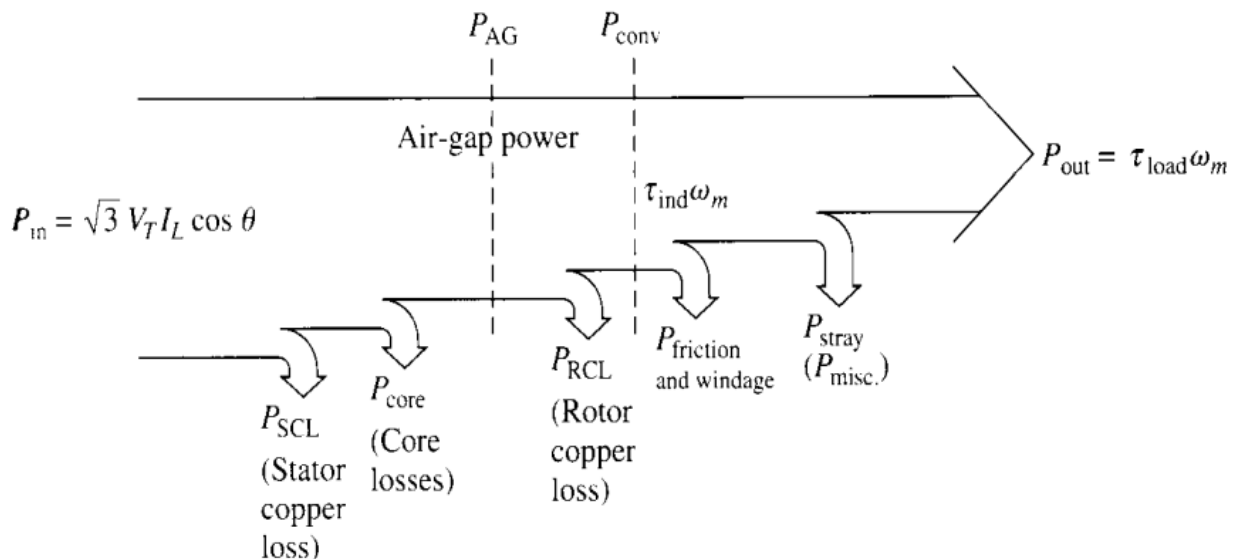 P_AG P_conv
Air-gap power
P_out = τ_load ω_m
τ_ind ω_m
P_in = √3 V_T I_L cos θ
P_SCL
(Stator
copper
loss)
P_core
(Core
losses)
P_RCL
(Rotor
copper
loss)
P_friction
and windage
P_stray
(P_misc.)